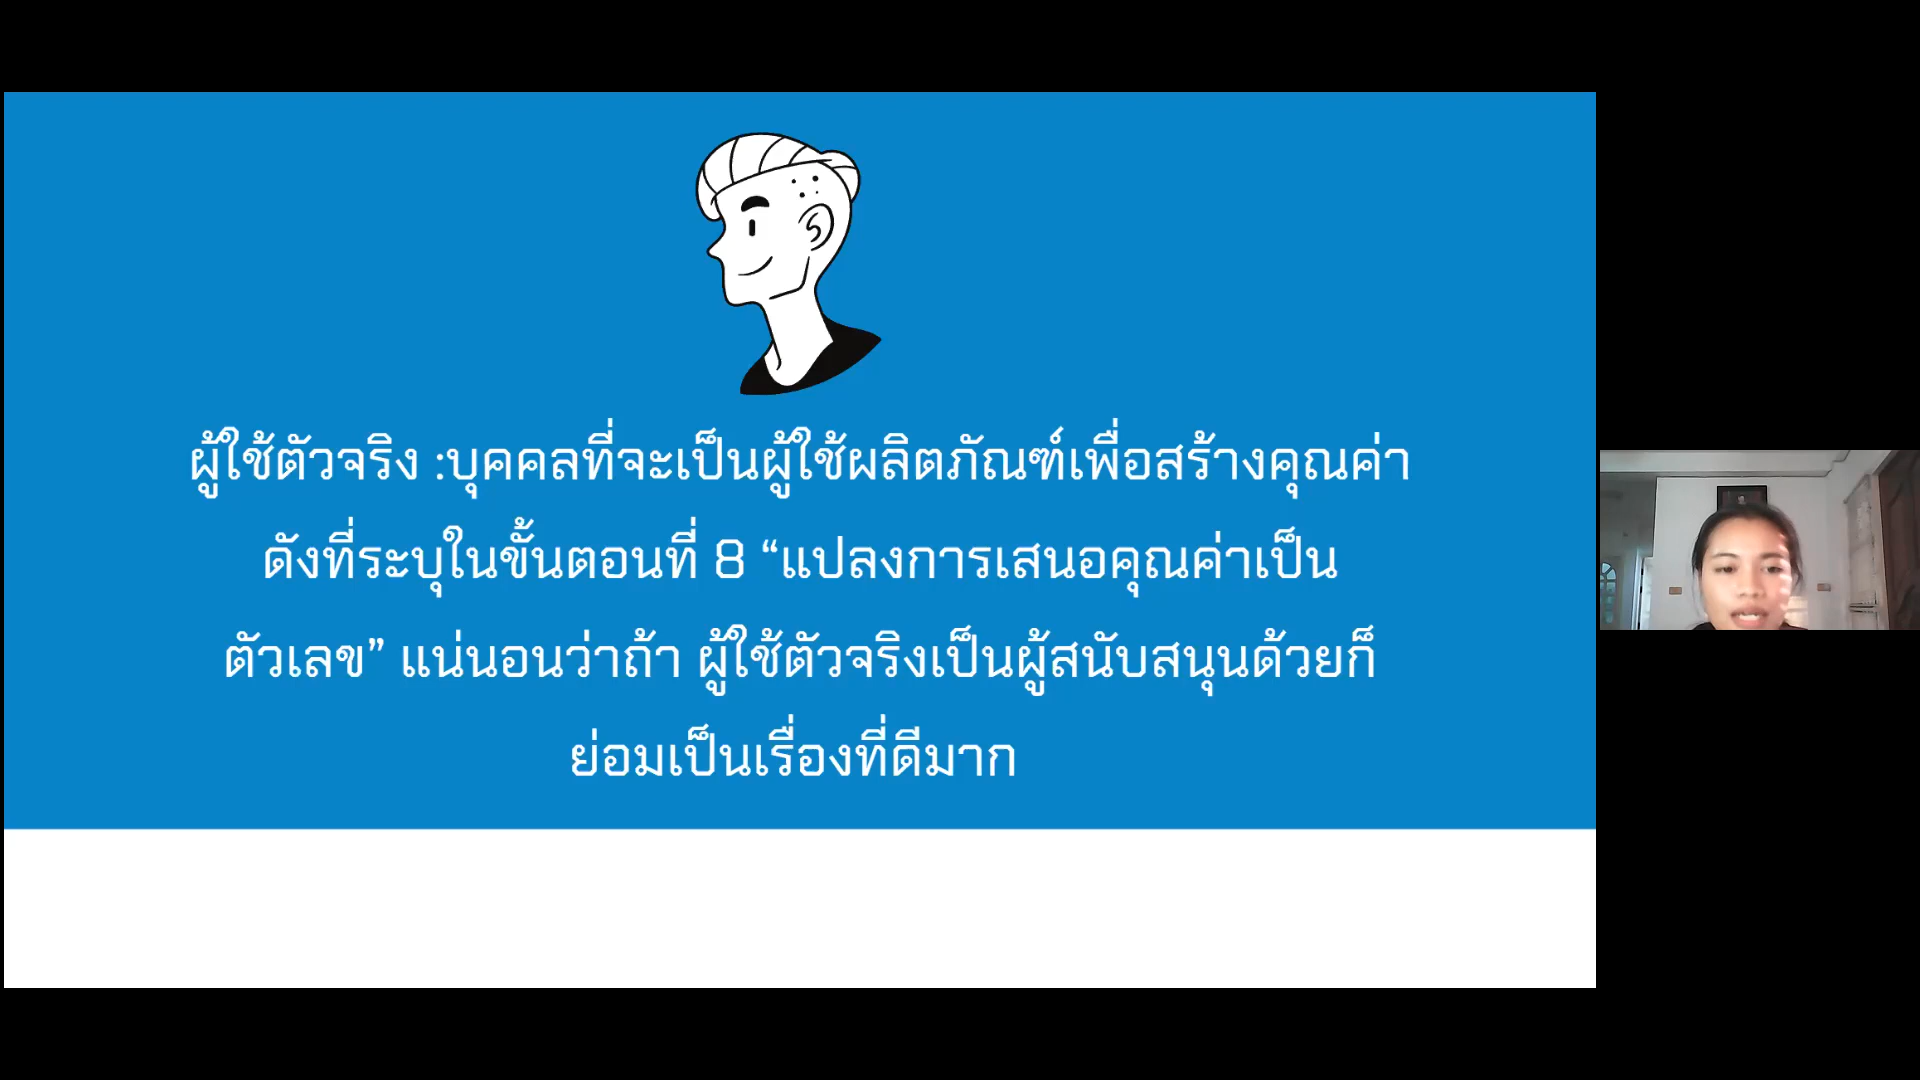 ผู้ใช้ตัวจริง :บุคคลที่จะเป็นผู้ใช้ผลิตภัณฑ์เพื่อสร้างคุณค่า
ดังที่ระบุในขั้นตอนที่ 8 “แปลงการเสนอคุณค่าเป็น
ตัวเลข” แน่นอนว่าถ้า ผู้ใช้ตัวจริงเป็นผู้สนับสนุนด้วยก็
ย่อมเป็นเรื่องที่ดีมาก